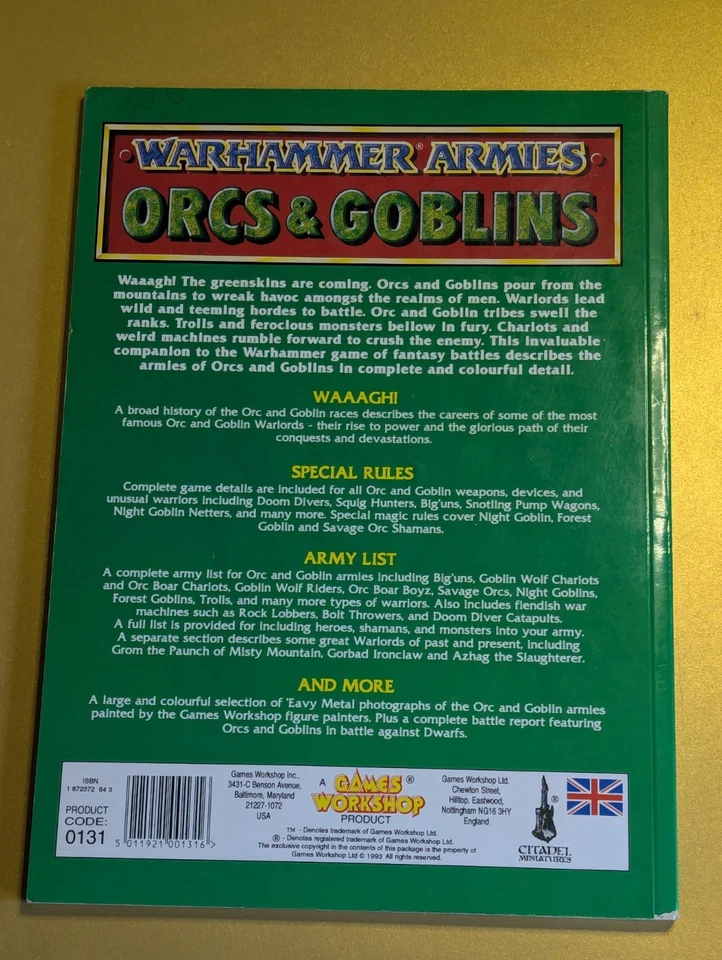 WARHAMMER® ARMIES
ORCS & GOBLINS
Waaagh! The greenskins are coming. Orcs and Goblins pour from the
mountains to wreak havoc amongst the realms of men. Warlords lead
wild and teeming hordes to battle. Orc and Goblin tribes swell the
ranks. Trolls and ferocious monsters bellow in fury. Chariots and
weird machines rumble forward to crush the enemy. This invaluable
companion to the Warhammer game of fantasy battles describes the
armies of Orcs and Goblins in complete and colourful detail.
WAAAGH!
A broad history of the Orc and Goblin races describes the careers of some of the most
famous Orc and Goblin Warlords - their rise to power and the glorious path of their
conquests and devastations.
SPECIAL RULES
Complete game details are included for all Orc and Goblin weapons, devices, and
unusual warriors including Doom Divers, Squig Hunters, Big'uns, Snotling Pump Wagons,
Night Goblin Netters, and many more. Special magic rules cover Night Goblin, Forest
Goblin and Savage Orc Shamans.
ARMY LIST
A complete army list for Orc and Goblin armies including Big'uns, Goblin Wolf Chariots
and Orc Boar Chariots, Goblin Wolf Riders, Orc Boar Boyz, Savage Orcs, Night Goblins,
Forest Goblins, Trolls, and many more types of warriors. Also includes fiendish war
machines such as Rock Lobbers, Bolt Throwers, and Doom Diver Catapults.
A full list is provided for including heroes, shamans, and monsters into your army.
A separate section describes some great Warlords of past and present, including
Grom the Paunch of Misty Mountain, Gorbad Ironclaw and Azhag the Slaughterer.
AND MORE
A large and colourful selection of 'Eavy Metal photographs of the Orc and Goblin armies
painted by the Games Workshop figure painters. Plus a complete battle report featuring
Orcs and Goblins in battle against Dwarfs.
ISBN
1 872372 64 3
PRODUCT
CODE:
0131
5 011921 001316 >
Games Workshop Inc.,
3431-C Benson Avenue,
Baltimore, Maryland
21227-1072
USA
A GAMES ®
WORKSHOP
PRODUCT
Games Workshop Ltd.
Chewton Street,
Hilltop, Eastwood,
Nottingham NG16 3HY
England
™ - Denotes trademark of Games Workshop Ltd.
® - Denotes registered trademark of Games Workshop Ltd.
The exclusive copyright in the contents of this package is the property of
Games Workshop Ltd © 1993 All rights reserved.
®
CITADEL
MINIATURES